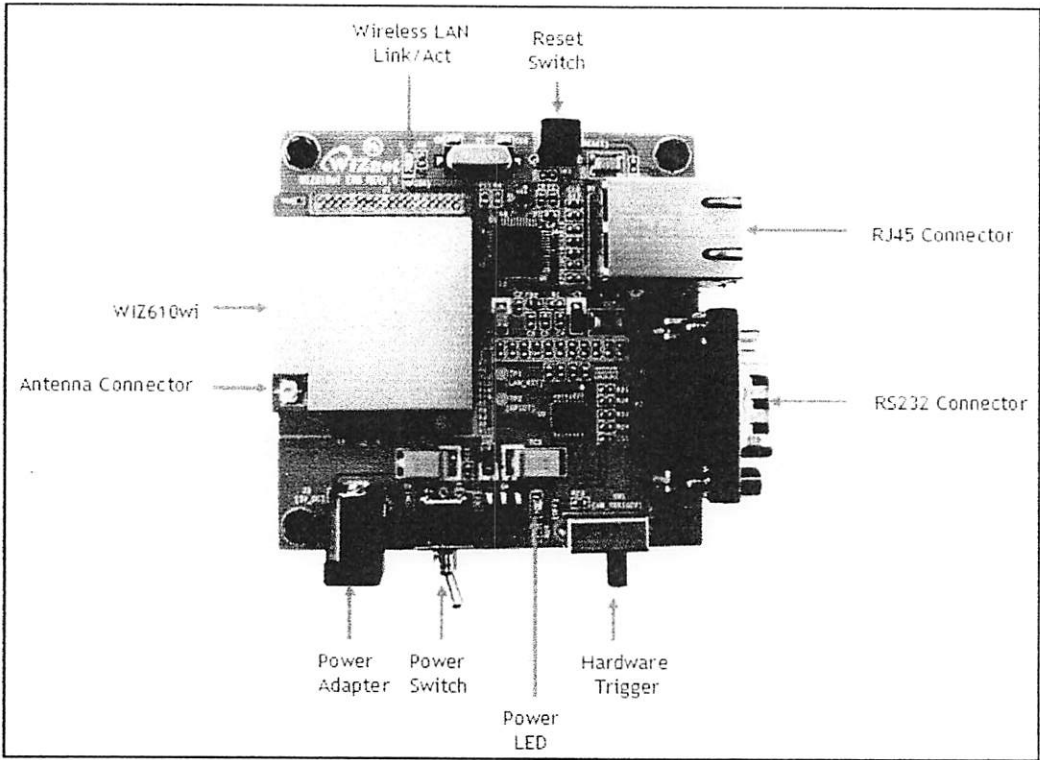 Wireless LAN
Link/Act
Reset
Switch
WIZnet
RJ45 Connector
WIZ610wi
Antenna Connector
RS232 Connector
Power
Adapter
Power
Switch
Hardware
Trigger
Power
LED